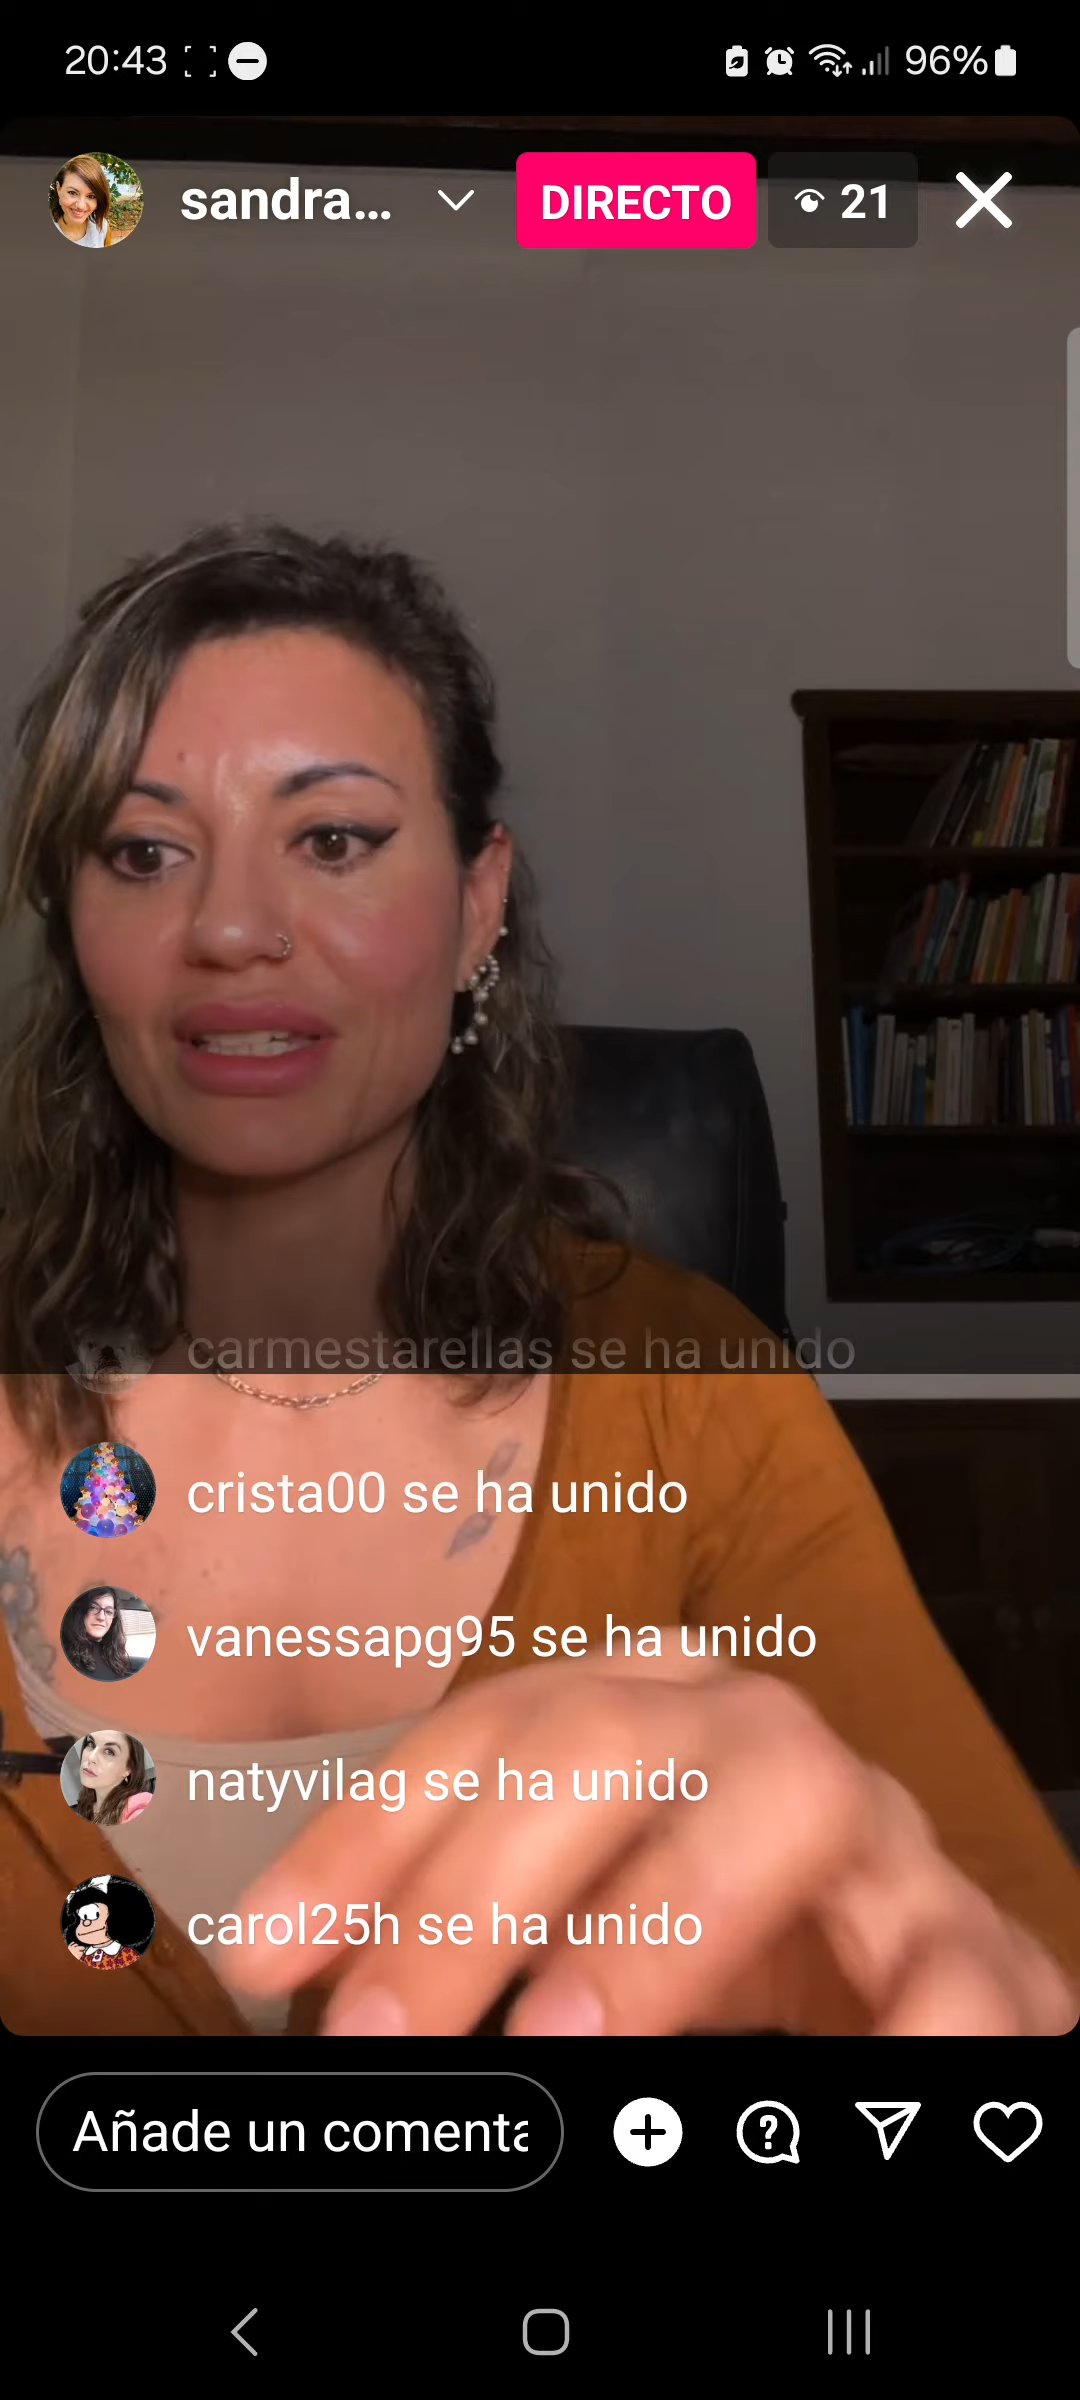 20:43
96%
sandra...
DIRECTO
21
carmestarellas se ha unido
crista00 se ha unido
vanessapg95 se ha unido
natyvilag se ha unido
carol25h se ha unido
Añade un comenta